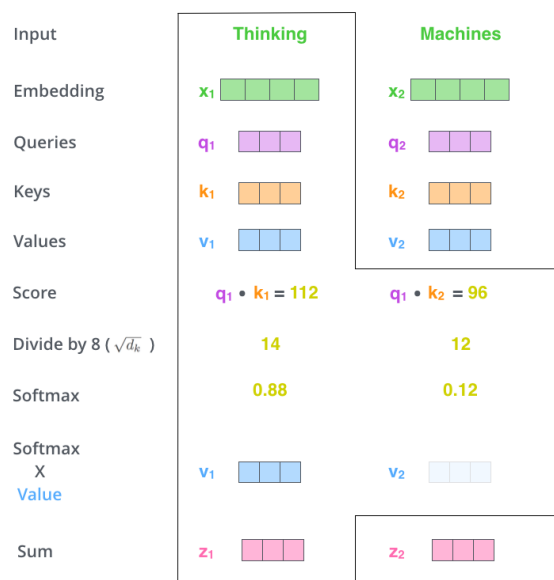 Input Thinking Machines
Embedding x₁ x₂
Queries q₁ q₂
Keys k₁ k₂
Values v₁ v₂
Score q₁ • k₁ = 112 q₁ • k₂ = 96
Divide by 8 ( √dₖ ) 14 12
Softmax 0.88 0.12
Softmax
X v₁ v₂
Value
Sum z₁ z₂